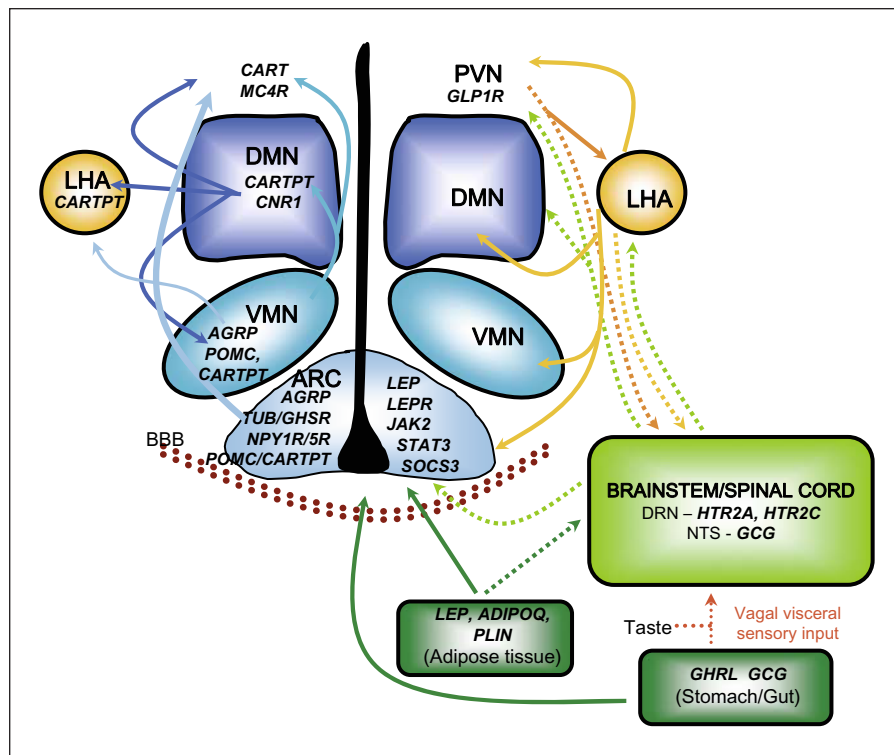 CART
MC4R
PVN
GLP1R
DMN
CARTPT
CNR1
LHA
CARTPT
DMN
LHA
VMN
AGRP
POMC,
CARTPT
VMN
ARC
AGRP
TUB/GHSR
NPY1R/5R
POMC/CARTPT
LEP
LEPR
JAK2
STAT3
SOCS3
BBB
BRAINSTEM/SPINAL CORD
DRN – HTR2A, HTR2C
NTS - GCG
LEP, ADIPOQ,
PLIN
(Adipose tissue)
Taste
Vagal visceral
sensory input
GHRL GCG
(Stomach/Gut)